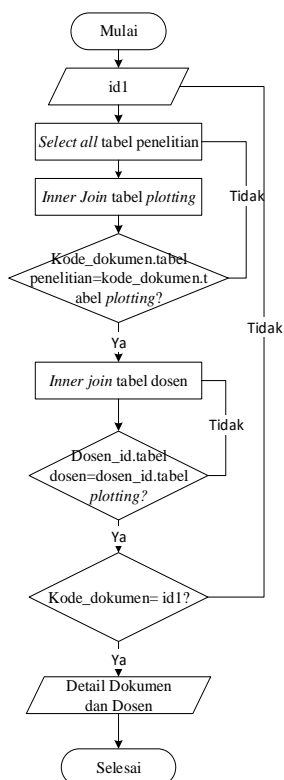 Mulai
id1
Select all tabel penelitian
Inner Join tabel plotting
Tidak
Kode_dokumen.tabel
penelitian=kode_dokumen.t
abel plotting?
Tidak
Ya
Inner join tabel dosen
Tidak
Dosen_id.tabel
dosen=dosen_id.tabel
plotting?
Ya
Kode_dokumen= id1?
Ya
Detail Dokumen
dan Dosen
Selesai